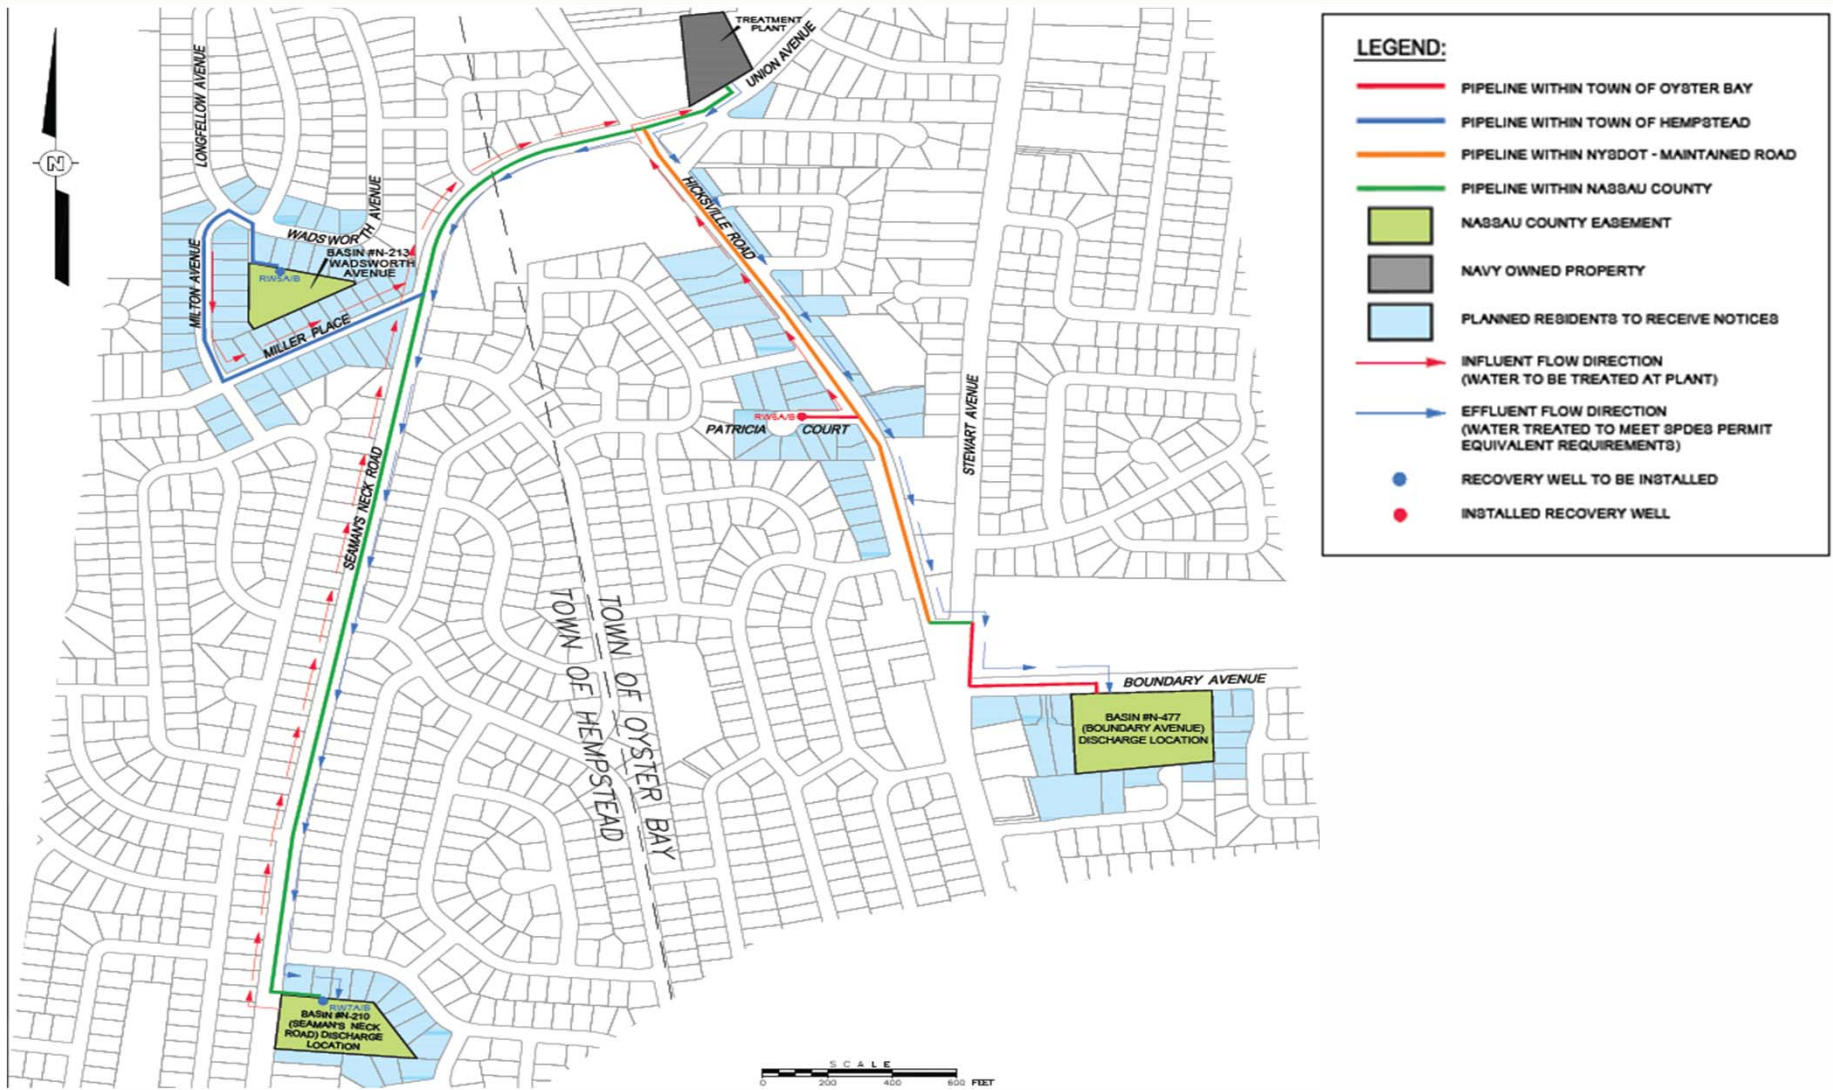 TREATMENT
PLANT
UNION AVENUE
LONGFELLOW AVENUE
N
WADSWORTH AVENUE
HICKSVILLE ROAD
MILTON AVENUE
BASIN #N-213
WADSWORTH
AVENUE
RW5A/B
MILLER PLACE
STEWART AVENUE
RW6A/B
PATRICIA COURT
SEAMAN'S NECK ROAD
TOWN OF OYSTER BAY
TOWN OF HEMPSTEAD
BOUNDARY AVENUE
BASIN #N-477
(BOUNDARY AVENUE)
DISCHARGE LOCATION
RW7A/B
BASIN #N-210
(SEAMAN'S NECK
ROAD) DISCHARGE
LOCATION
SCALE
0 200 400 600 FEET
LEGEND:
PIPELINE WITHIN TOWN OF OYSTER BAY
PIPELINE WITHIN TOWN OF HEMPSTEAD
PIPELINE WITHIN NYSDOT - MAINTAINED ROAD
PIPELINE WITHIN NASSAU COUNTY
NASSAU COUNTY EASEMENT
NAVY OWNED PROPERTY
PLANNED RESIDENTS TO RECEIVE NOTICES
INFLUENT FLOW DIRECTION
(WATER TO BE TREATED AT PLANT)
EFFLUENT FLOW DIRECTION
(WATER TREATED TO MEET SPDES PERMIT
EQUIVALENT REQUIREMENTS)
RECOVERY WELL TO BE INSTALLED
INSTALLED RECOVERY WELL